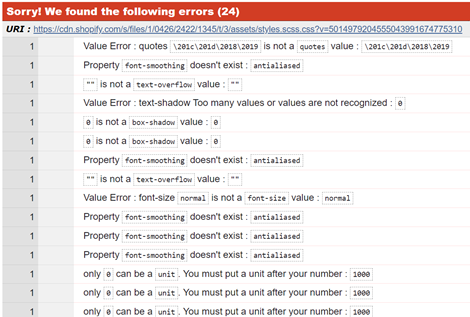 Sorry! We found the following errors (24)
URI : https://cdn.shopify.com/s/files/1/0426/2422/1345/t/3/assets/styles.scss.css?v=501497920455504399​1674775310
1 Value Error : quotes \201c\201d\2018\2019 is not a quotes value : \201c\201d\2018\2019
1 Property font-smoothing doesn't exist : antialiased
1 "" is not a text-overflow value : ""
1 Value Error : text-shadow Too many values or values are not recognized : 0
1 0 is not a box-shadow value : 0
1 0 is not a box-shadow value : 0
1 Property font-smoothing doesn't exist : antialiased
1 "" is not a text-overflow value : ""
1 Value Error : font-size normal is not a font-size value : normal
1 Property font-smoothing doesn't exist : antialiased
1 Property font-smoothing doesn't exist : antialiased
1 Property font-smoothing doesn't exist : antialiased
1 only 0 can be a unit. You must put a unit after your number : 1000
1 only 0 can be a unit. You must put a unit after your number : 1000
1 only 0 can be a unit. You must put a unit after your number : 1000